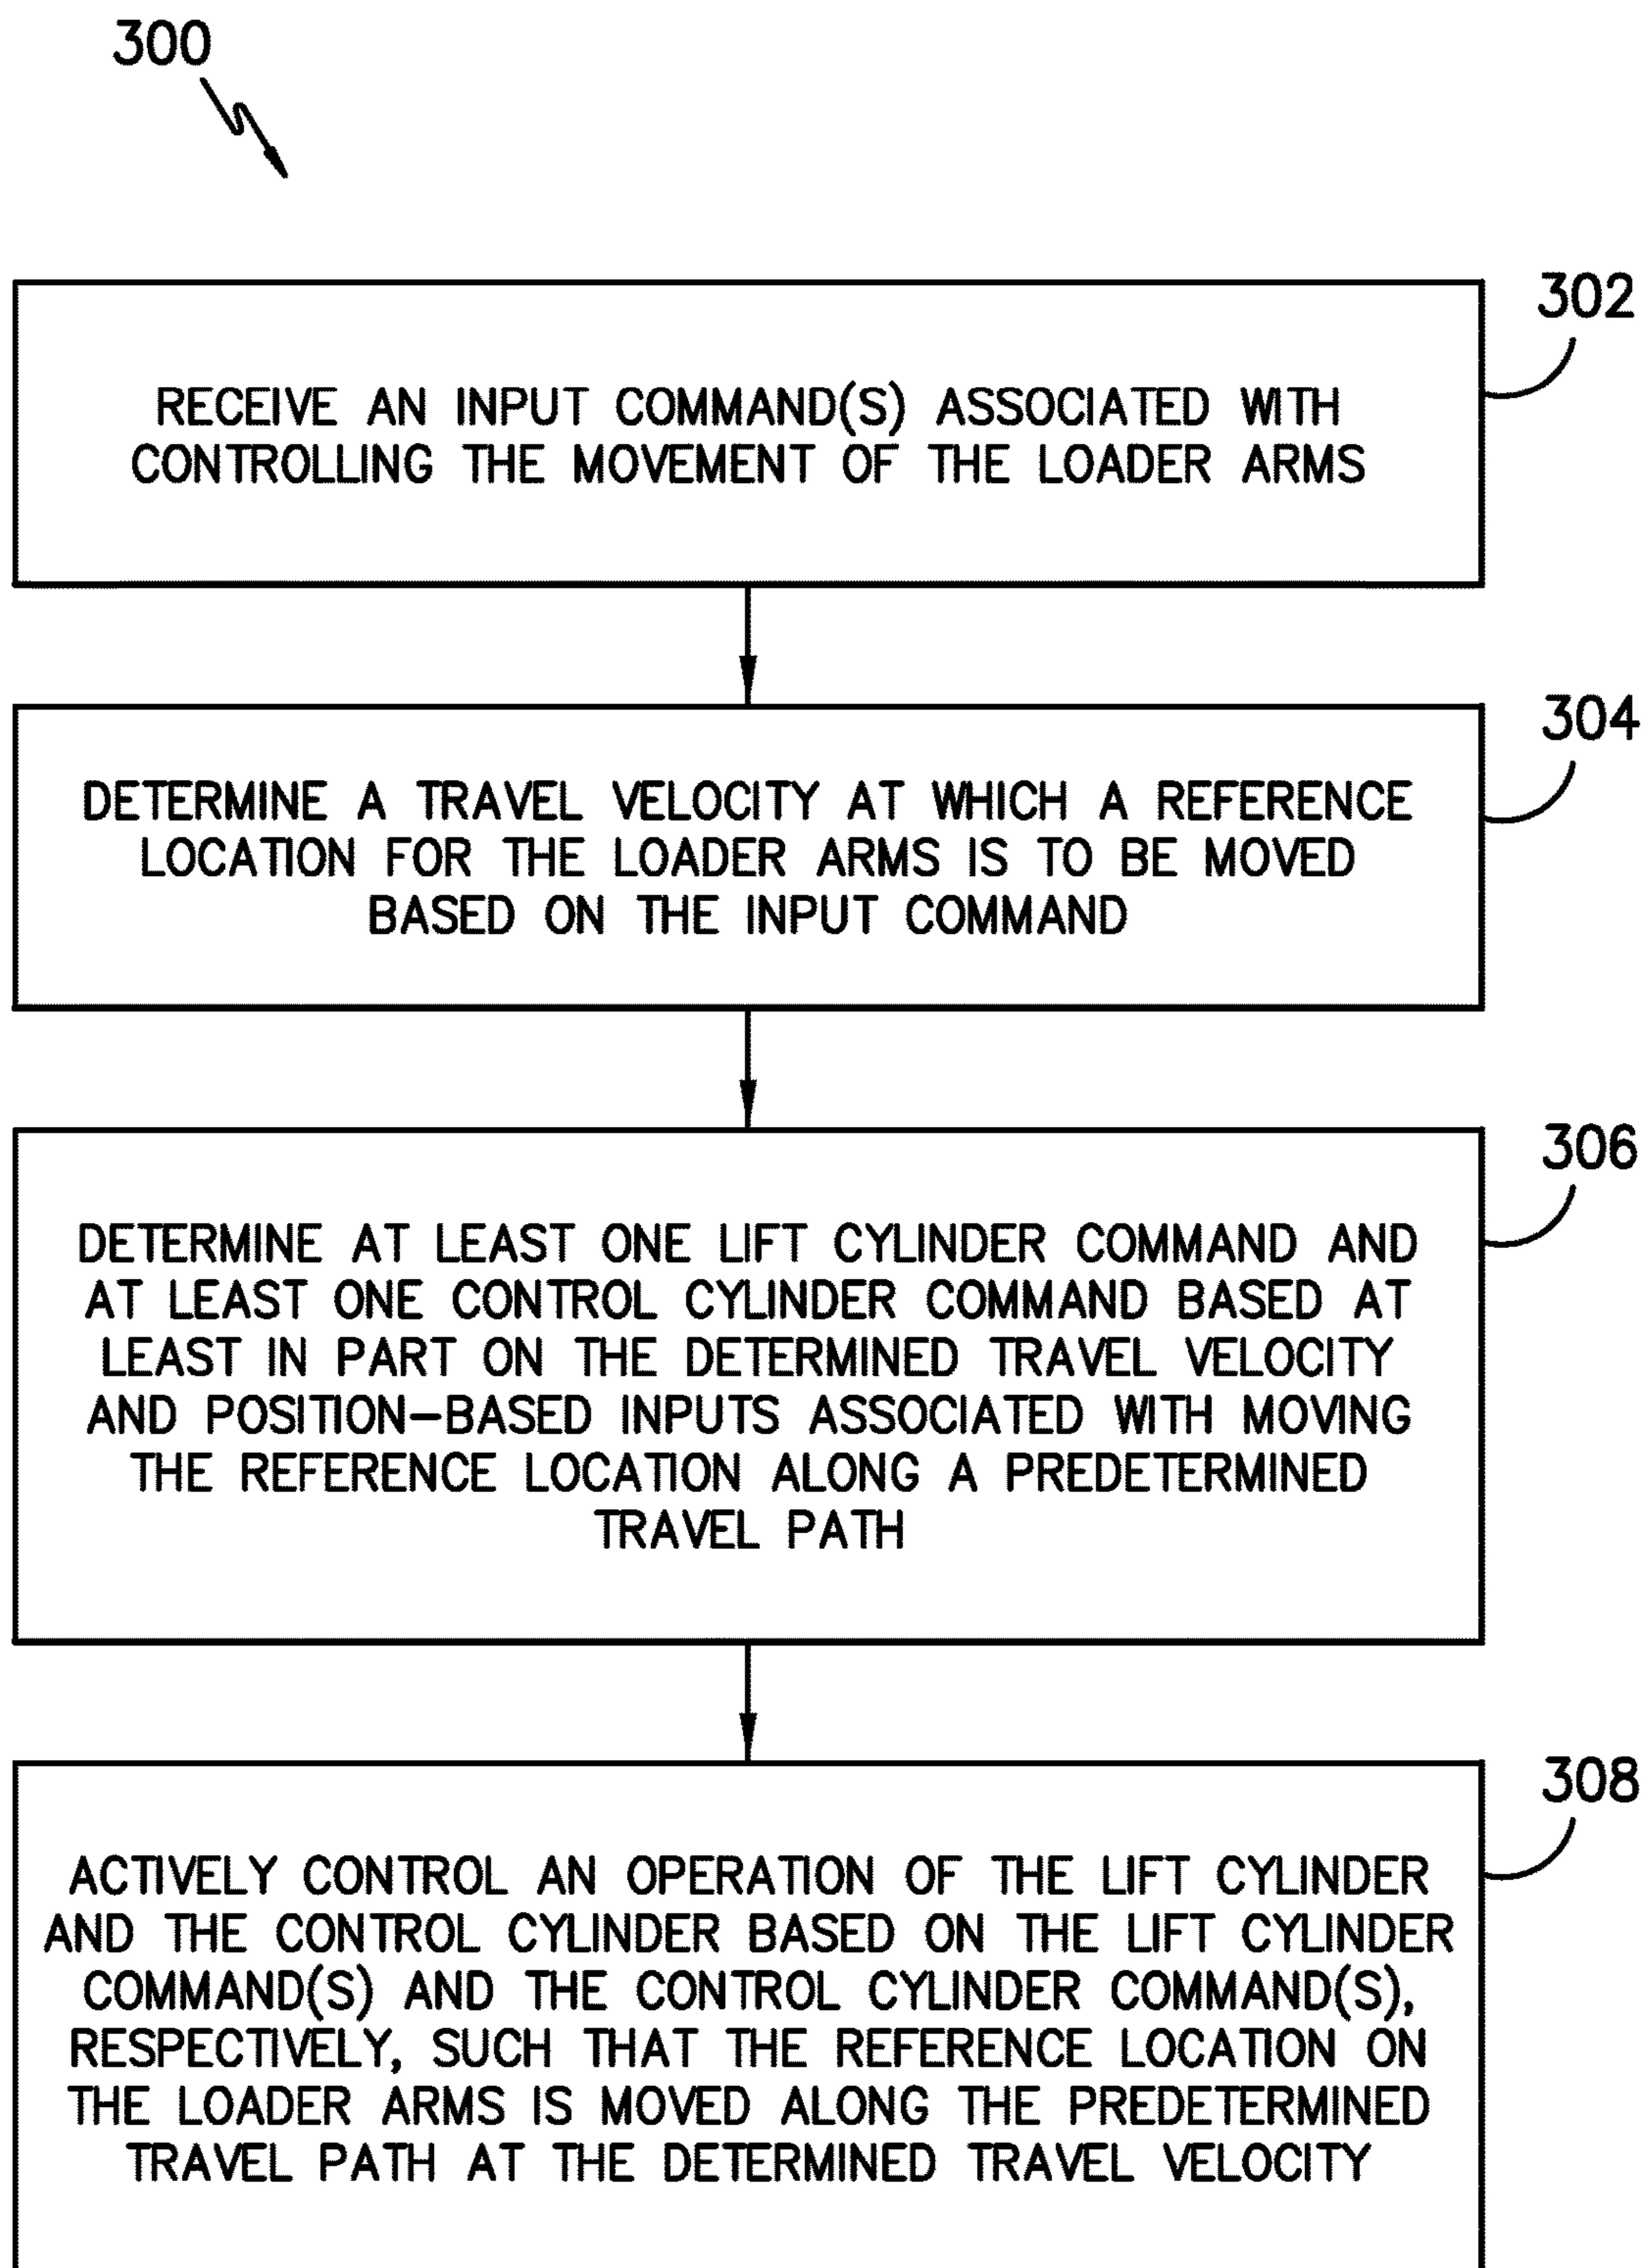 300
302
RECEIVE AN INPUT COMMAND(S) ASSOCIATED WITH
CONTROLLING THE MOVEMENT OF THE LOADER ARMS
304
DETERMINE A TRAVEL VELOCITY AT WHICH A REFERENCE
LOCATION FOR THE LOADER ARMS IS TO BE MOVED
BASED ON THE INPUT COMMAND
306
DETERMINE AT LEAST ONE LIFT CYLINDER COMMAND AND
AT LEAST ONE CONTROL CYLINDER COMMAND BASED AT
LEAST IN PART ON THE DETERMINED TRAVEL VELOCITY
AND POSITION-BASED INPUTS ASSOCIATED WITH MOVING
THE REFERENCE LOCATION ALONG A PREDETERMINED
TRAVEL PATH
308
ACTIVELY CONTROL AN OPERATION OF THE LIFT CYLINDER
AND THE CONTROL CYLINDER BASED ON THE LIFT CYLINDER
COMMAND(S) AND THE CONTROL CYLINDER COMMAND(S),
RESPECTIVELY, SUCH THAT THE REFERENCE LOCATION ON
THE LOADER ARMS IS MOVED ALONG THE PREDETERMINED
TRAVEL PATH AT THE DETERMINED TRAVEL VELOCITY